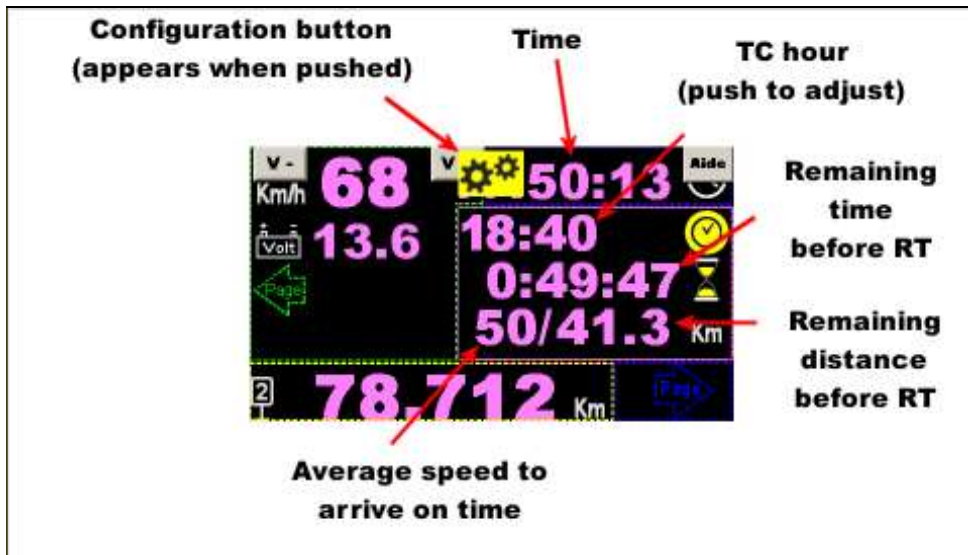 Configuration button
(appears when pushed)
Time
TC hour
(push to adjust)
V -
V
50:13
Aide
Km/h 68
Volt 13.6
Page
18:40
0:49:47
50/41.3 Km
2 78.712 Km
Page
Remaining
time
before RT
Remaining
distance
before RT
Average speed to
arrive on time